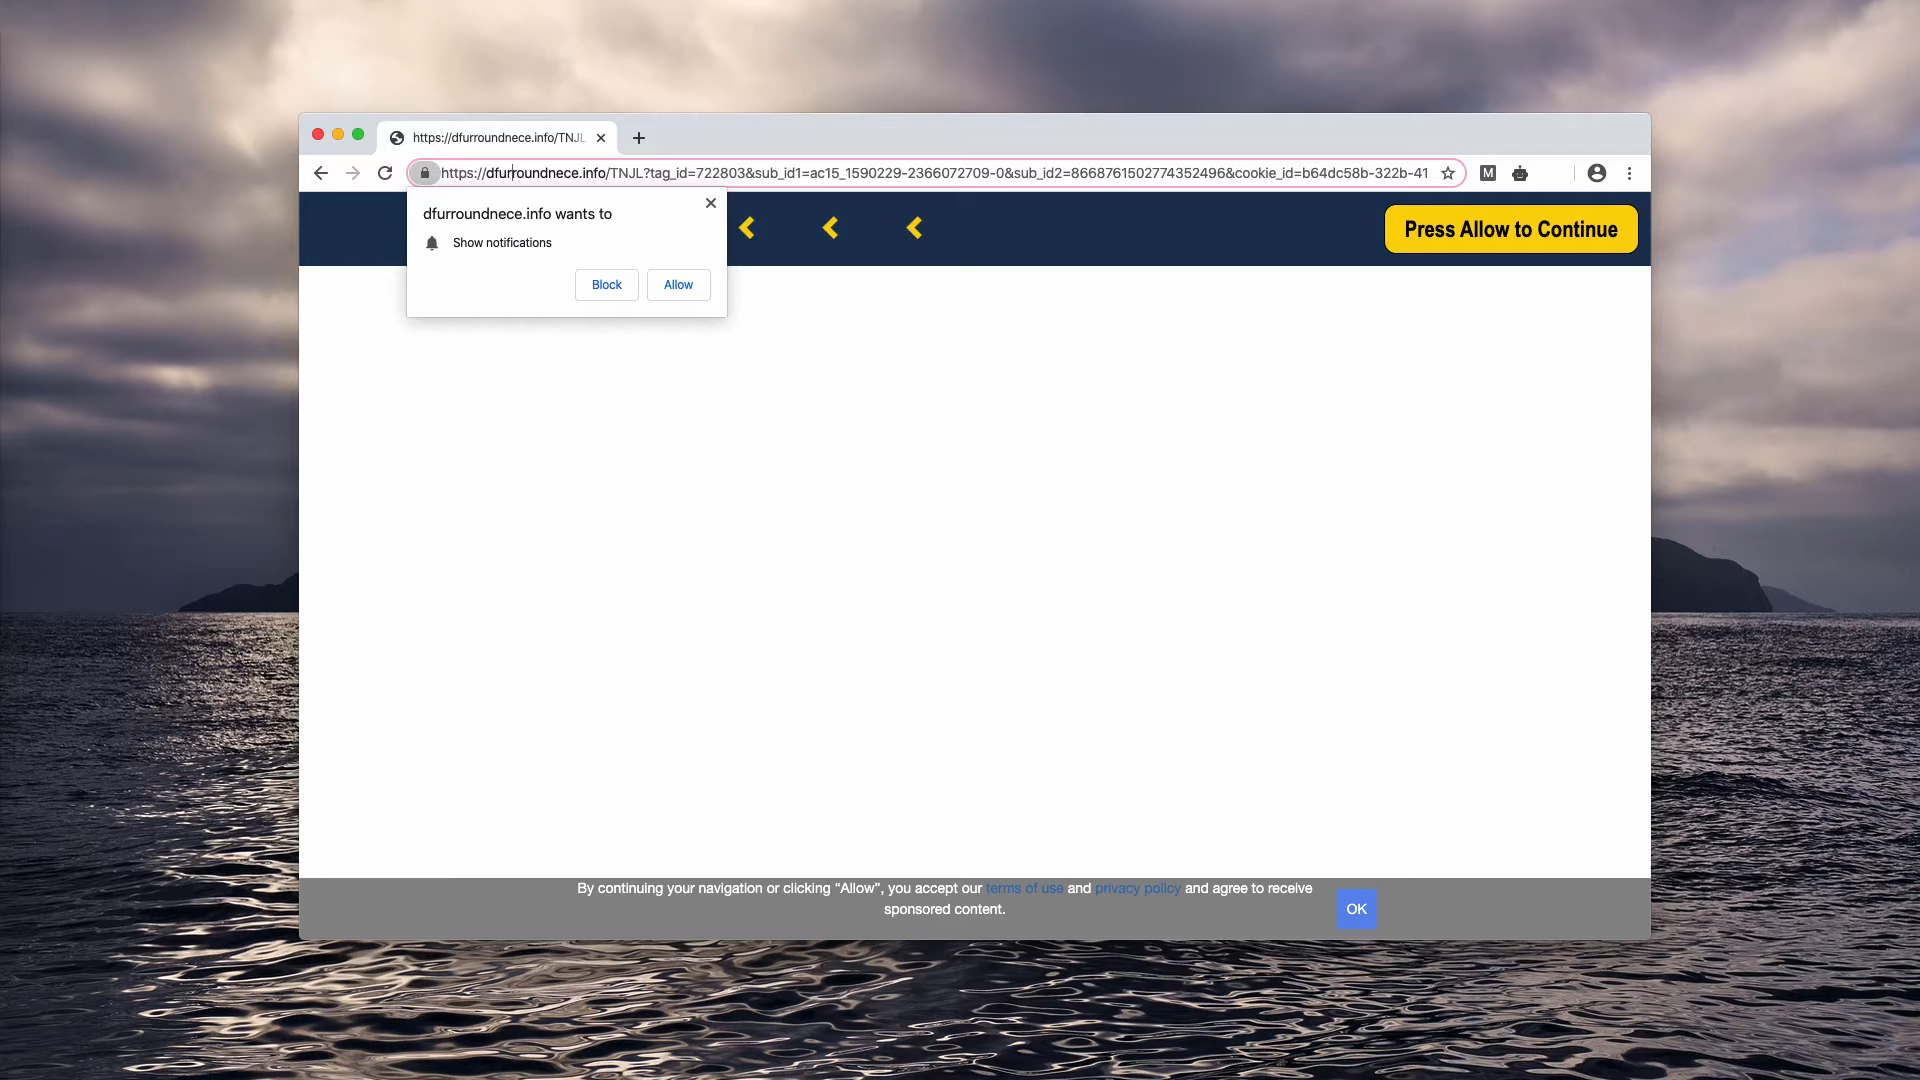 https://dfurroundnece.info/TNJL
https://dfurroundnece.info/TNJL?tag_id=722803&sub_id1=ac15_1590229-2366072709-0&sub_id2=8668761502774352496&cookie_id=b64dc58b-322b-41
M
dfurroundnece.info wants to
Show notifications
Block
Allow
Press Allow to Continue
By continuing your navigation or clicking “Allow”, you accept our terms of use and privacy policy and agree to receive
sponsored content.
OK